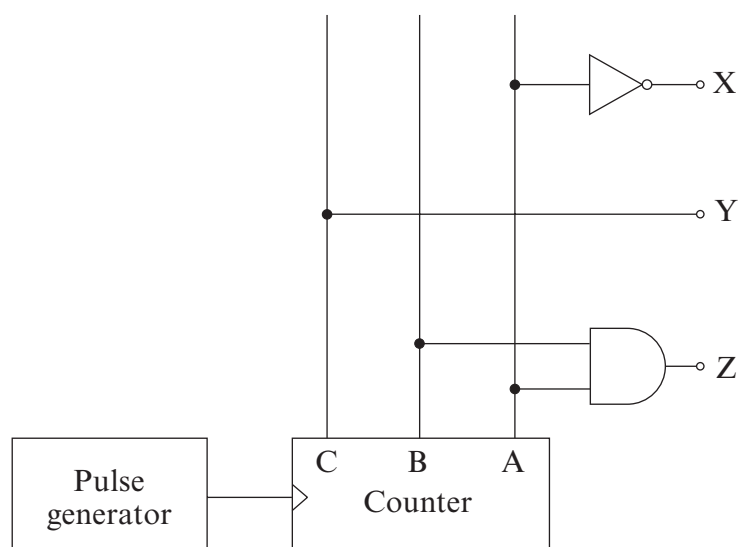 X
Y
Z
C B A
Pulse
generator
Counter